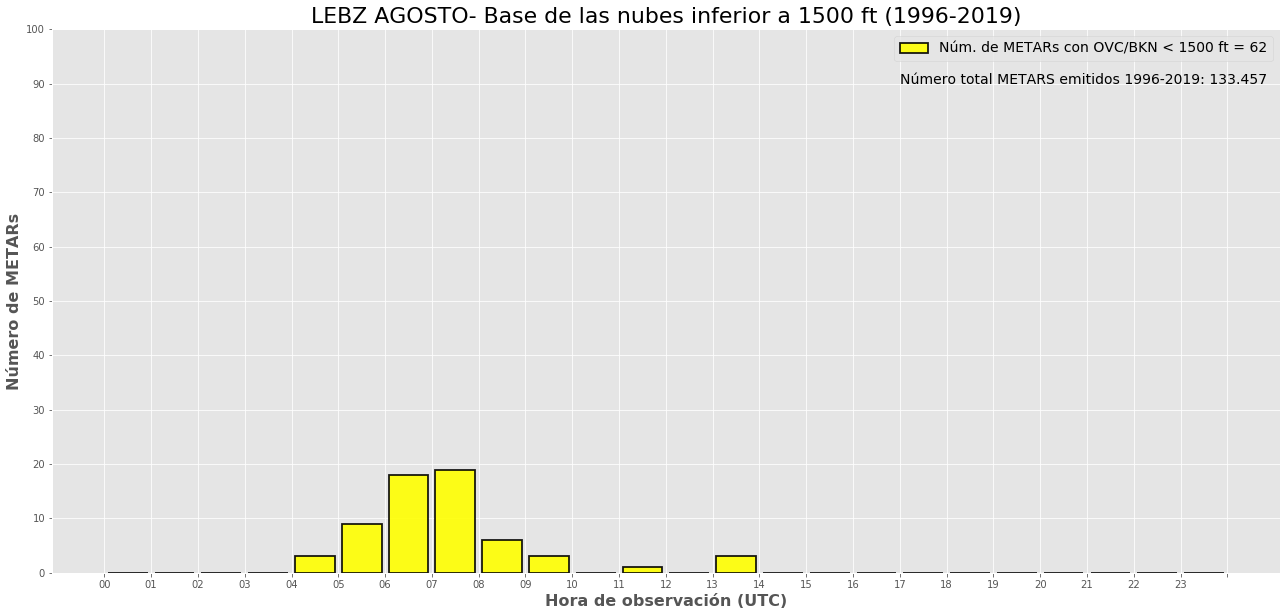 LEBZ AGOSTO- Base de las nubes inferior a 1500 ft (1996-2019)
Núm. de METARs con OVC/BKN < 1500 ft = 62
Número total METARS emitidos 1996-2019: 133.457
Número de METARs
100
90
80
70
60
50
40
30
20
10
0
00 01 02 03 04 05 06 07 08 09 10 11 12 13 14 15 16 17 18 19 20 21 22 23
Hora de observación (UTC)